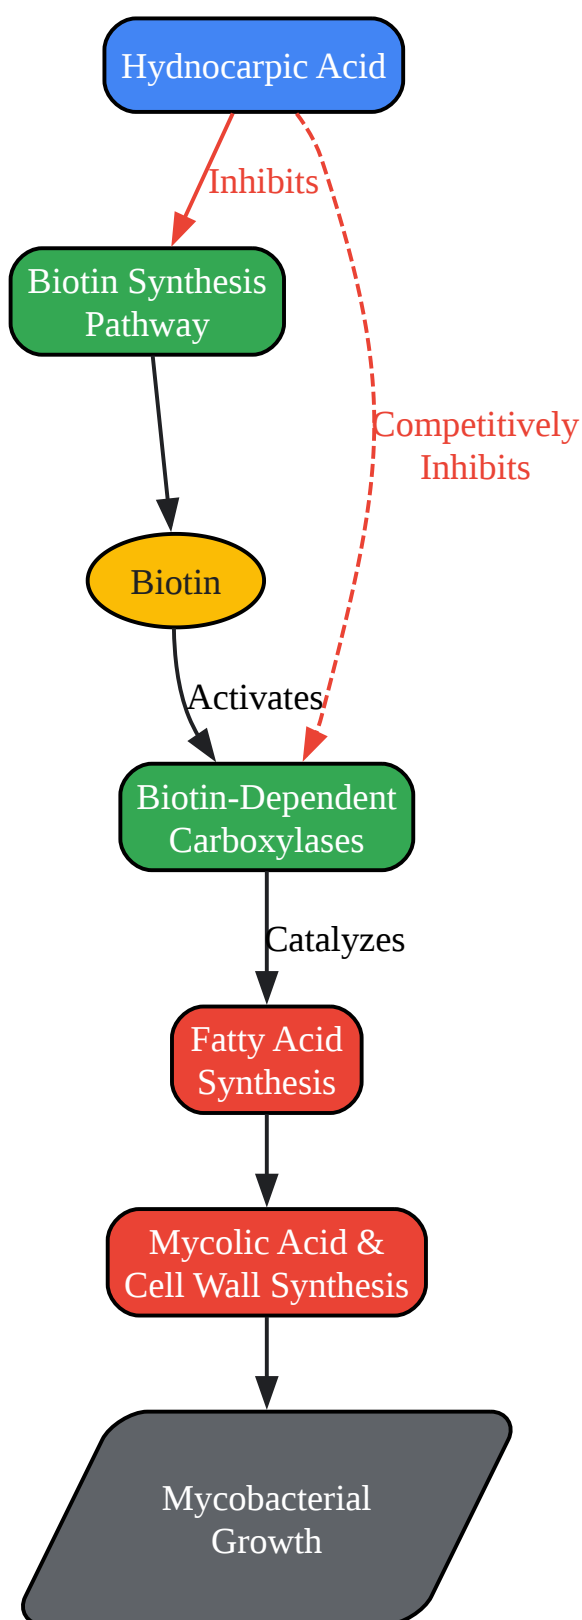 Hydnocarpic Acid
Inhibits
Biotin Synthesis
Pathway
Competitively
Inhibits
Biotin
Activates
Biotin-Dependent
Carboxylases
Catalyzes
Fatty Acid
Synthesis
Mycolic Acid &
Cell Wall Synthesis
Mycobacterial
Growth